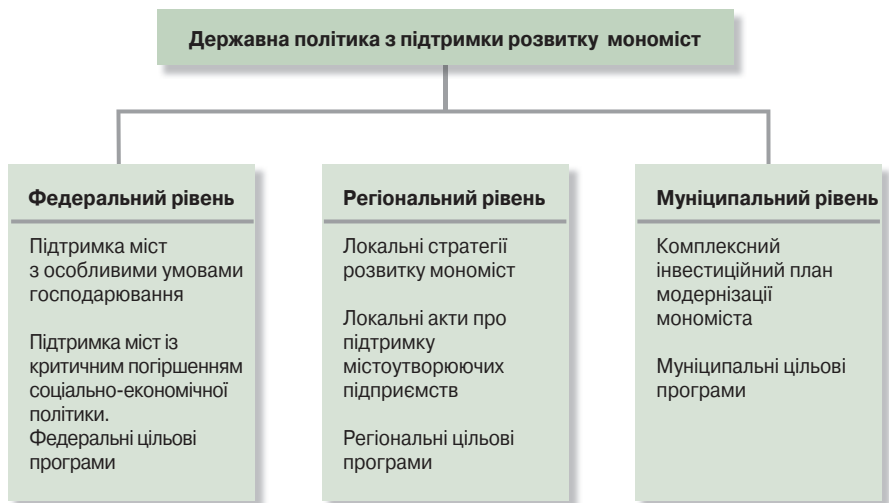 Державна політика з підтримки розвитку мономіст
Федеральний рівень
Підтримка міст
з особливими умовами
господарювання
Підтримка міст із
критичним погіршенням
соціально-економічної
політики.
Федеральні цільові
програми
Регіональний рівень
Локальні стратегії
розвитку мономіст
Локальні акти про
підтримку
містоутворюючих
підприємств
Регіональні цільові
програми
Муніципальний рівень
Комплексний
інвестиційний план
модернізації
мономіста
Муніципальні цільові
програми